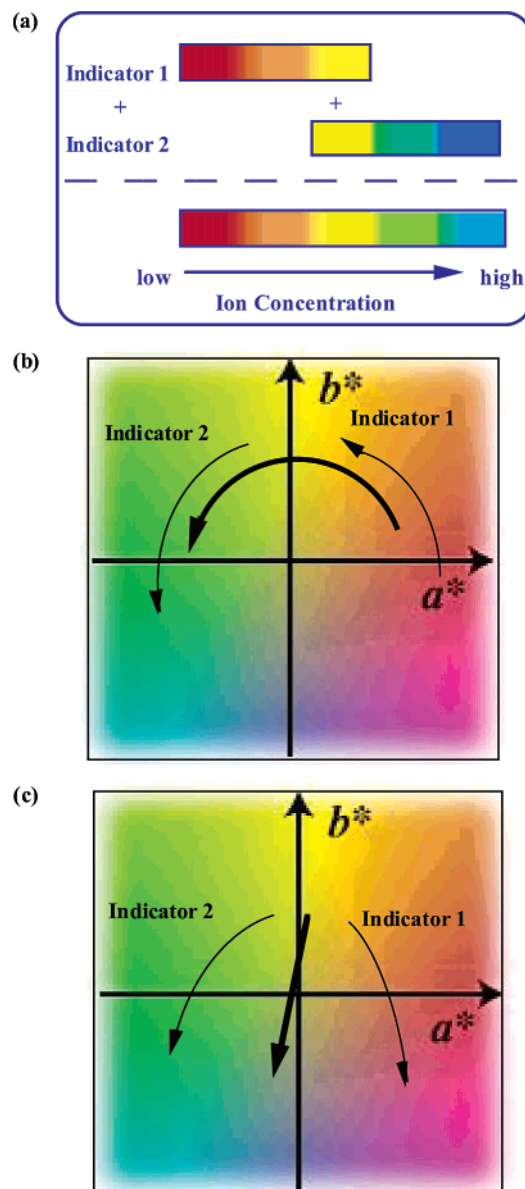 (a)
Indicator 1
+ +
Indicator 2
low high
Ion Concentration
(b)
b*
Indicator 2 Indicator 1
a*
(c)
b*
Indicator 2 Indicator 1
a*